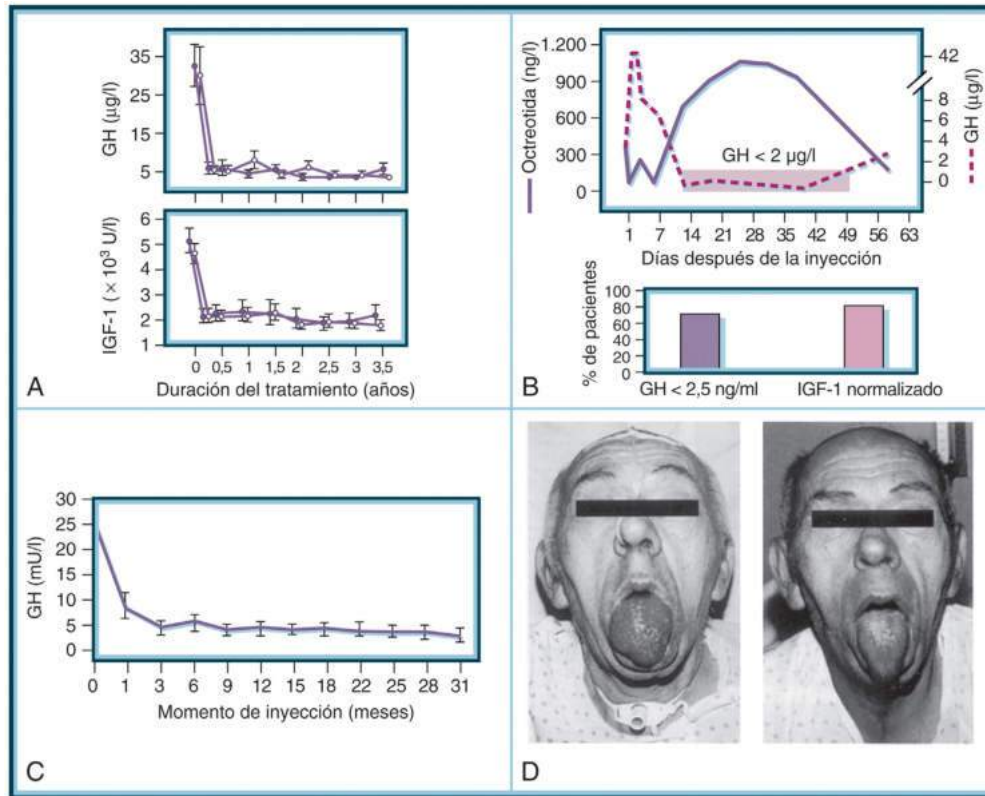 35
25
15
5
GH (μg/l)
6
5
4
3
2
1
IGF-1 (× 10³ U/l)
0 0,5 1 1,5 2 2,5 3 3,5
Duración del tratamiento (años)
A
B
Octreotida (ng/l)
1.200
900
600
300
0
GH < 2 μg/l
42
8
6
4
2
0
GH (μg/l)
1 7 14 21 28 35 42 49 56 63
Días después de la inyección
% de pacientes
100
80
60
40
20
0
GH < 2,5 ng/ml IGF-1 normalizado
GH (mU/l)
30
25
20
15
10
5
0
0 1 3 6 9 12 15 18 22 25 28 31
Momento de inyección (meses)
C
D